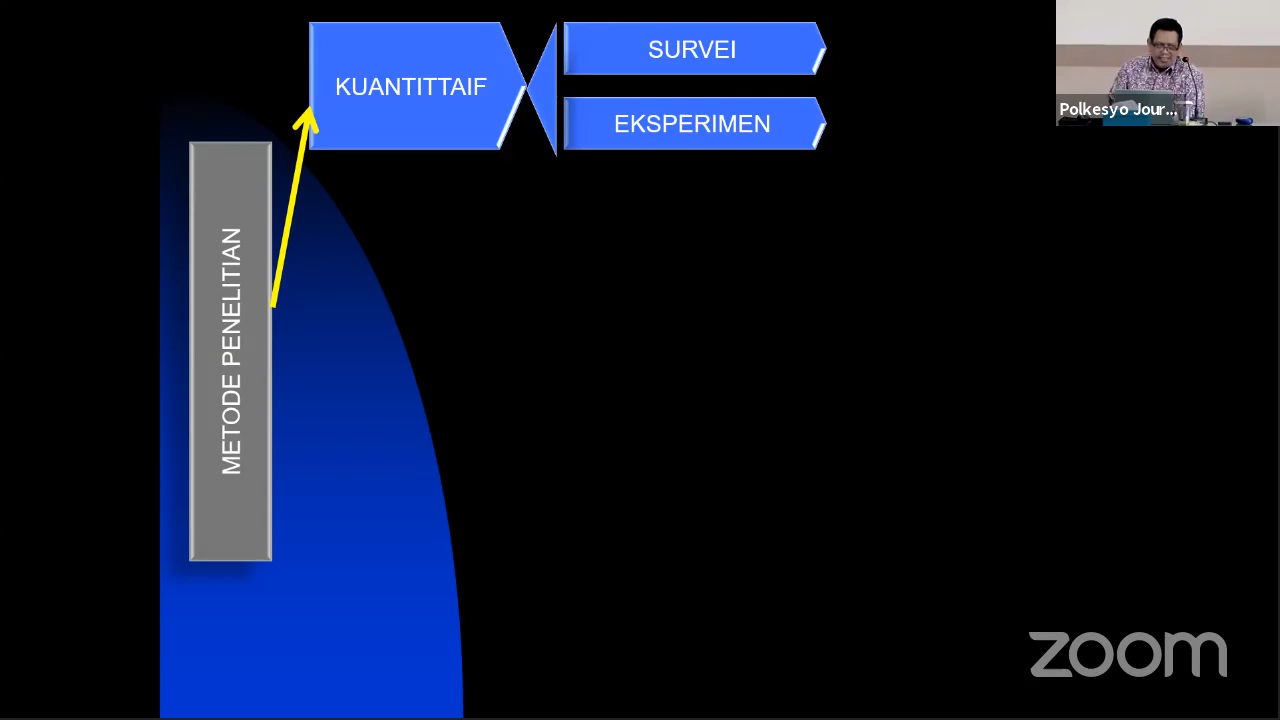 KUANTITTAIF
SURVEI
EKSPERIMEN
METODE PENELITIAN
Polkesyo Jour...
zoom